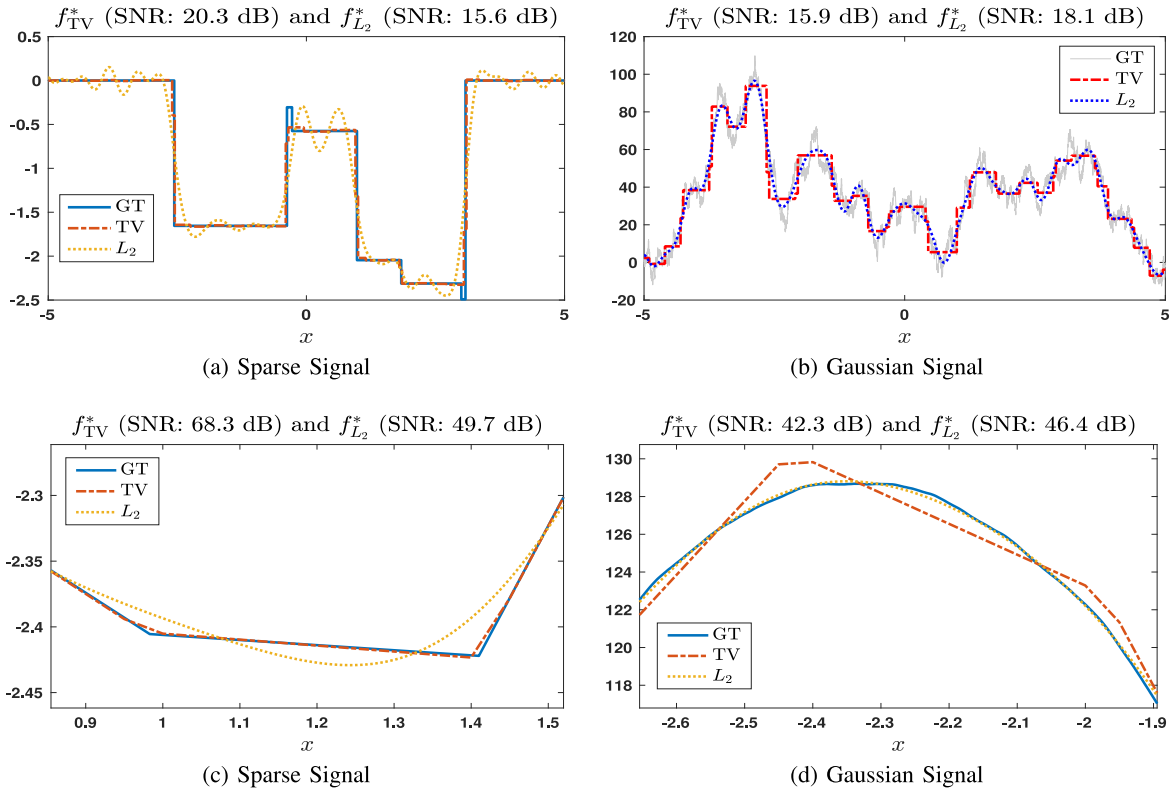 f*TV (SNR: 20.3 dB) and f*L2 (SNR: 15.6 dB)
0
-0.5
-1
-1.5
-2
-2.5
-5
0
5
GT
TV
L2
x
(a) Sparse Signal
f*TV (SNR: 15.9 dB) and f*L2 (SNR: 18.1 dB)
120
100
80
60
40
20
0
-20
-5
0
5
GT
TV
L2
x
(b) Gaussian Signal
f*TV (SNR: 68.3 dB) and f*L2 (SNR: 49.7 dB)
GT
TV
L2
-2.3
-2.35
-2.4
-2.45
0.9
1
1.1
1.2
1.3
1.4
1.5
x
(c) Sparse Signal
f*TV (SNR: 42.3 dB) and f*L2 (SNR: 46.4 dB)
130
128
126
124
122
120
118
GT
TV
L2
-2.6
-2.5
-2.4
-2.3
-2.2
-2.1
-2
-1.9
x
(d) Gaussian Signal